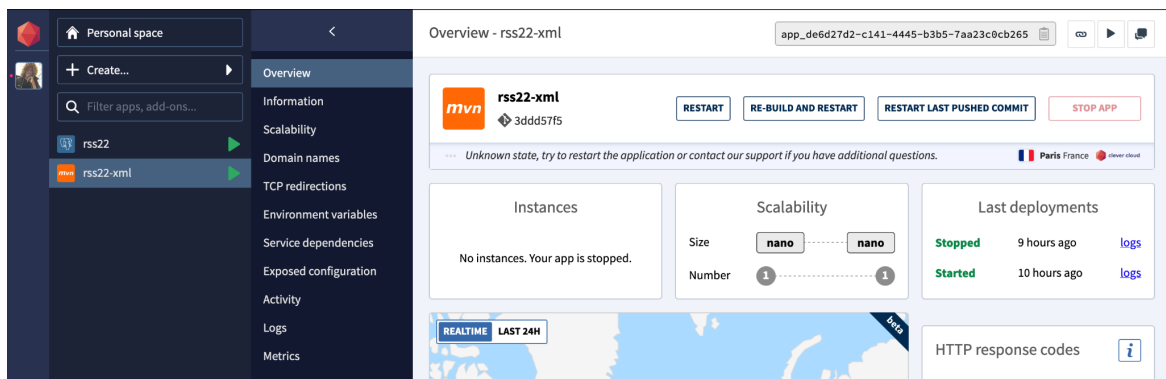 Personal space
Create...
Filter apps, add-ons...
rss22
mvn rss22-xml
Overview
Information
Scalability
Domain names
TCP redirections
Environment variables
Service dependencies
Exposed configuration
Activity
Logs
Metrics
Overview - rss22-xml
app_de6d27d2-c141-4445-b3b5-7aa23c0cb265
mvn
rss22-xml
3ddd57f5
RESTART
RE-BUILD AND RESTART
RESTART LAST PUSHED COMMIT
STOP APP
Unknown state, try to restart the application or contact our support if you have additional questions.
Paris France
clever cloud
Instances
No instances. Your app is stopped.
Scalability
Size nano nano
Number 1 1
Last deployments
Stopped 9 hours ago logs
Started 10 hours ago logs
REALTIME LAST 24H
beta
HTTP response codes
i